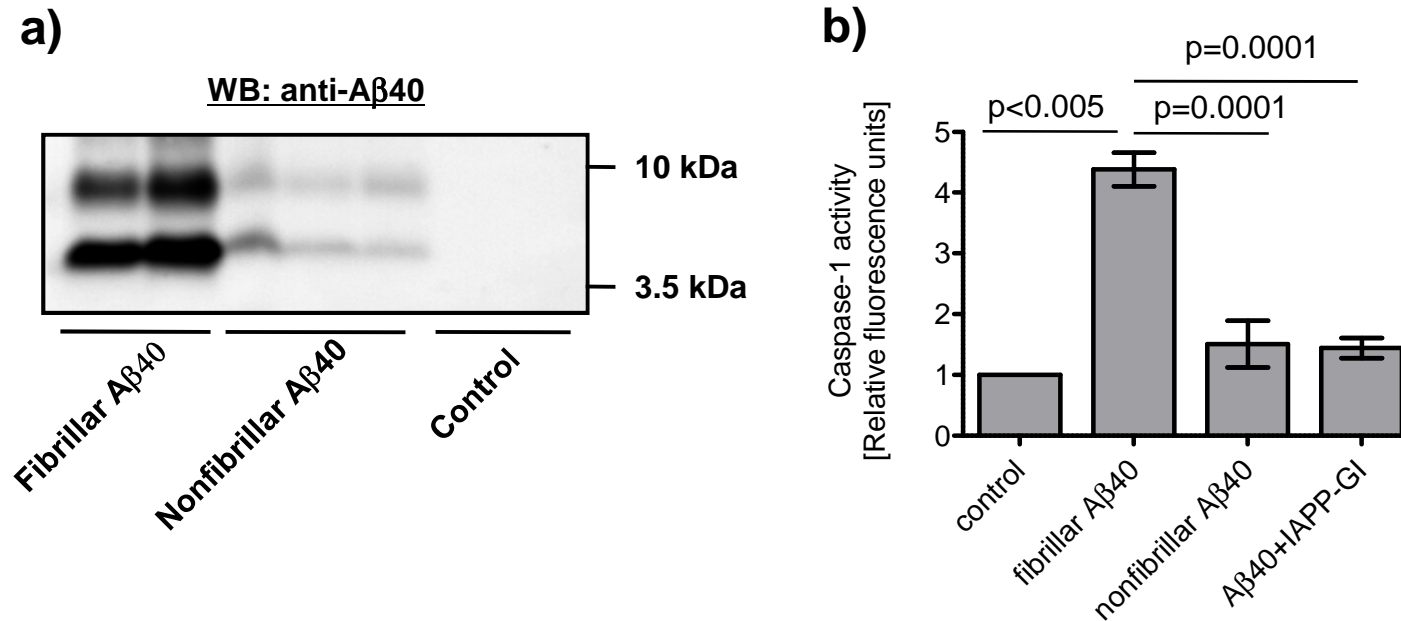 a)
WB: anti-Aβ40
10 kDa
3.5 kDa
Fibrillar Aβ40
Nonfibrillar Aβ40
Control
b)
p=0.0001
p<0.005
p=0.0001
Caspase-1 activity
[Relative fluorescence units]
5
4
3
2
1
0
control
fibrillar Aβ40
nonfibrillar Aβ40
Aβ40+IAPP-GI